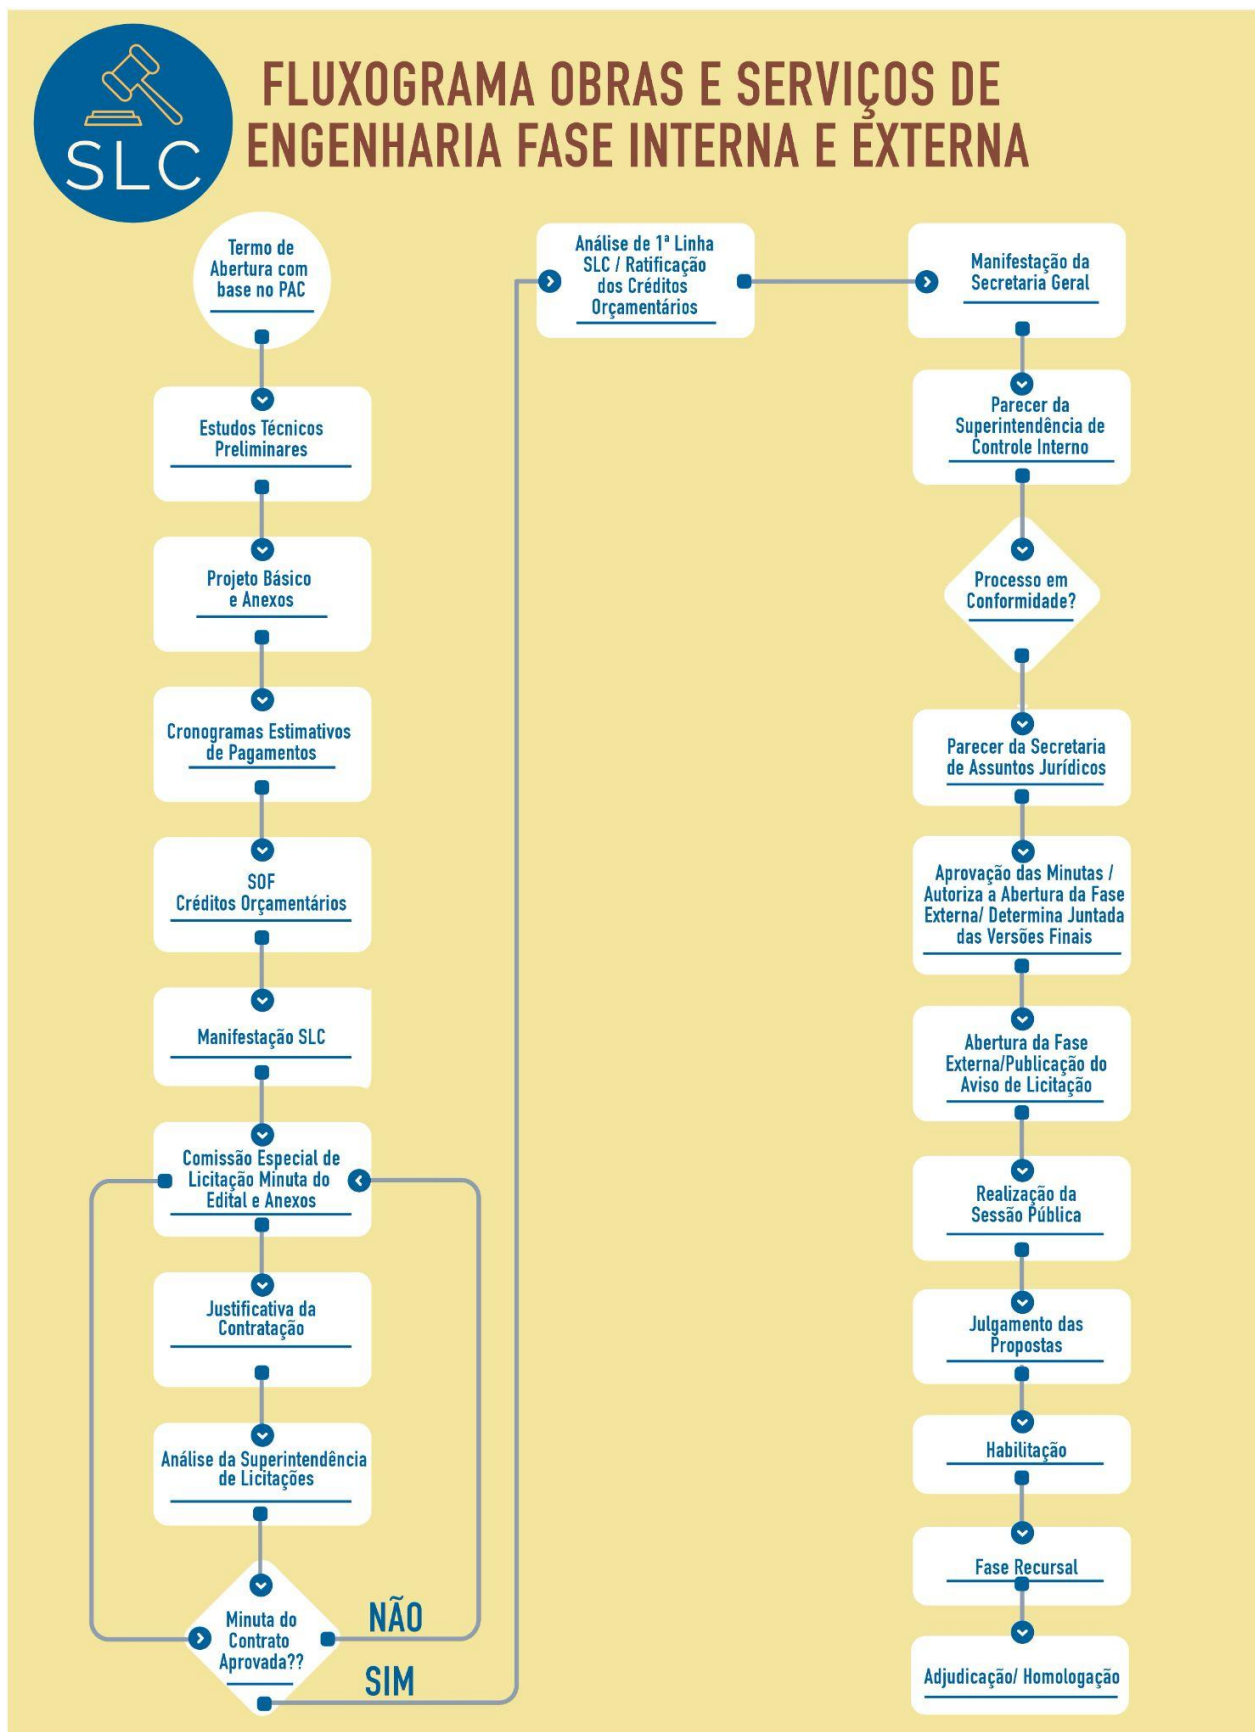 SLC
FLUXOGRAMA OBRAS E SERVIÇOS DE
ENGENHARIA FASE INTERNA E EXTERNA
Termo de
Abertura com
base no PAC
Estudos Técnicos
Preliminares
Projeto Básico
e Anexos
Cronogramas Estimativos
de Pagamentos
SOF
Créditos Orçamentários
Manifestação SLC
Comissão Especial de
Licitação Minuta do
Edital e Anexos
Justificativa da
Contratação
Análise da Superintendência
de Licitações
Minuta do
Contrato
Aprovada??
NÃO
SIM
Análise de 1ª Linha
SLC / Ratificação
dos Créditos
Orçamentários
Manifestação da
Secretaria Geral
Parecer da
Superintendência de
Controle Interno
Processo em
Conformidade?
Parecer da Secretaria
de Assuntos Jurídicos
Aprovação das Minutas /
Autoriza a Abertura da Fase
Externa/ Determina Juntada
das Versões Finais
Abertura da Fase
Externa/Publicação do
Aviso de Licitação
Realização da
Sessão Pública
Julgamento das
Propostas
Habilitação
Fase Recursal
Adjudicação/ Homologação